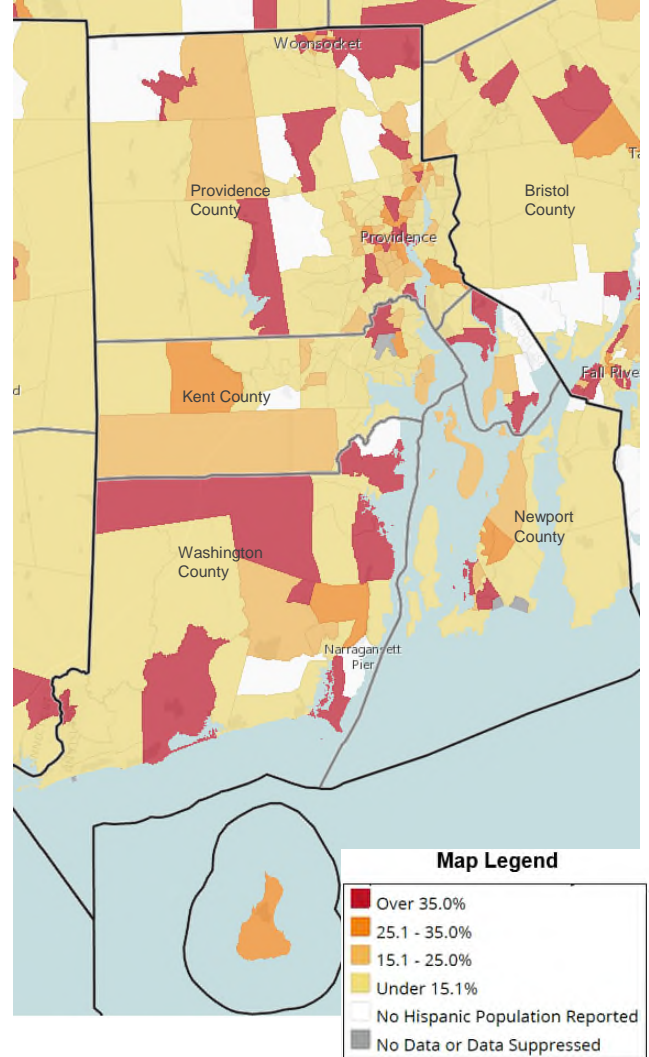 Woonsocket
Providence
County
Bristol
County
Ta
Providence
Kent County
Fall Rive
d
Newport
County
Washington
County
Narragansett
Pier
Map Legend
Over 35.0%
25.1 - 35.0%
15.1 - 25.0%
Under 15.1%
No Hispanic Population Reported
No Data or Data Suppressed